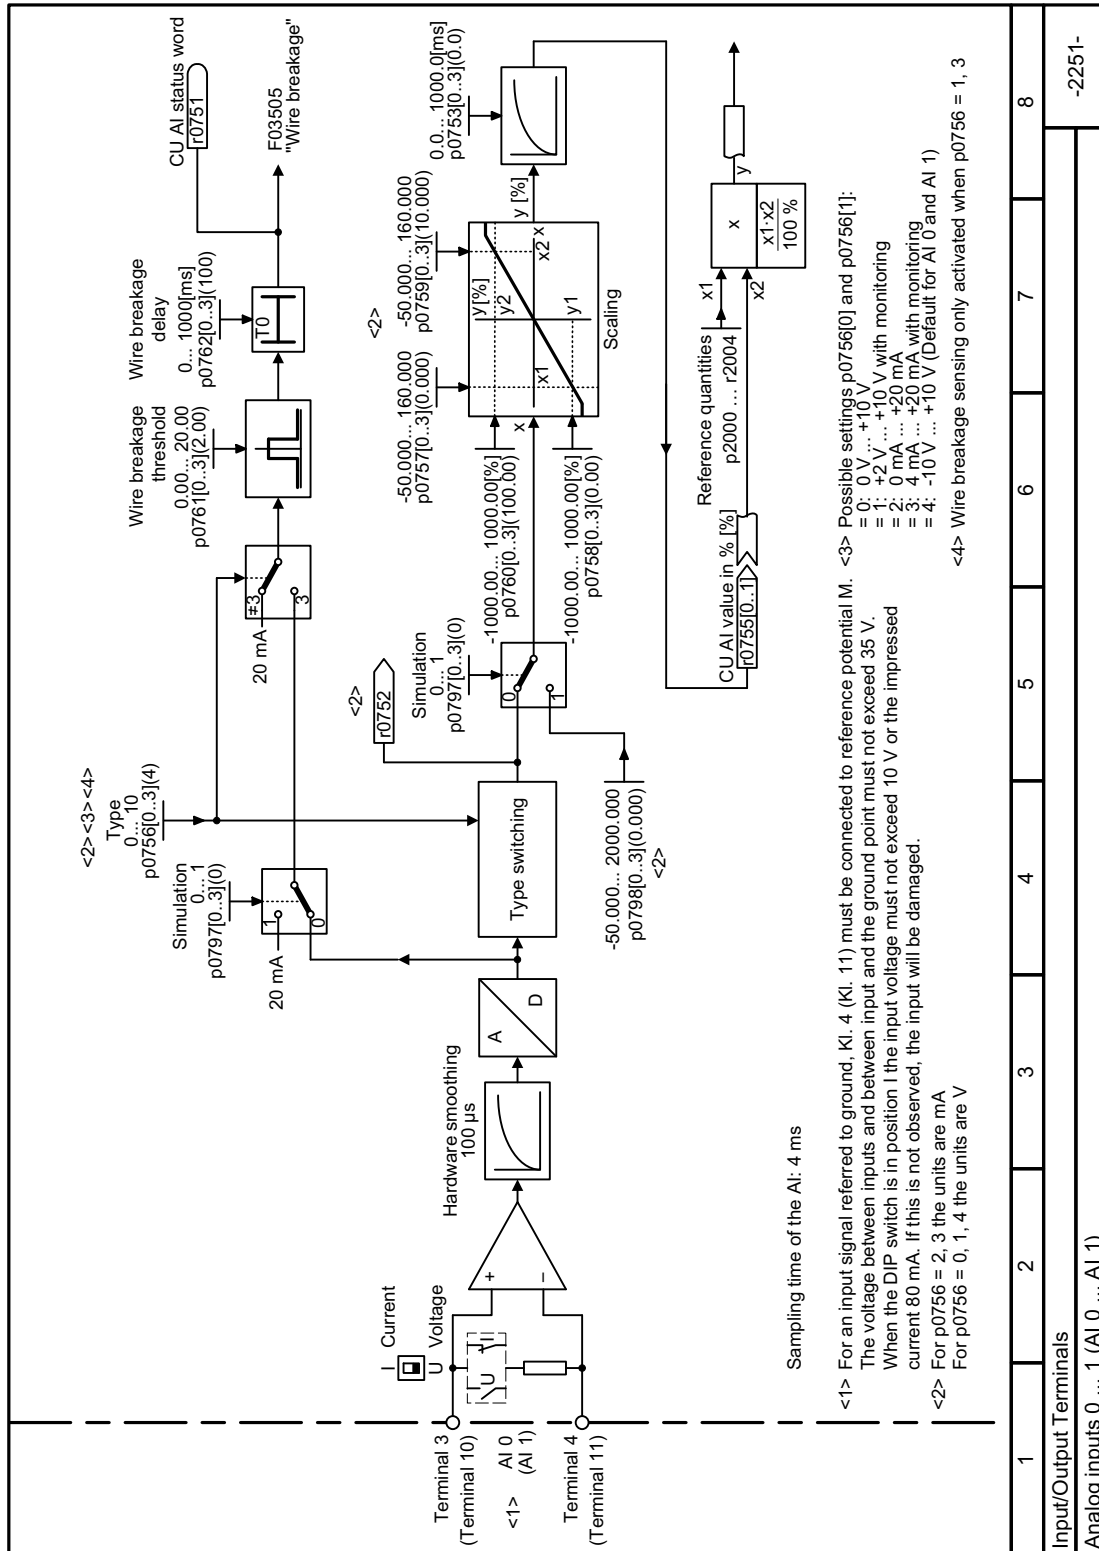 <2> <3> <4>
Type
0... 10
p0756[0..3](4)
Simulation
0... 1
p0797[0..3](0)
20 mA
1
0
20 mA
≠3
3
Wire breakage
threshold
0.00... 20.00
p0761[0..3](2.00)
Wire breakage
delay
0... 1000[ms]
p0762[0..3](100)
T 0
CU AI status word
r0751
F03505
"Wire breakage"
Terminal 3
(Terminal 10)
<1>
AI 0
(AI 1)
Terminal 4
(Terminal 11)
I
U
Current
Voltage
U
I
+
–
Hardware smoothing
100 µs
A
D
Type switching
<2>
r0752
Simulation
0... 1
p0797[0..3](0)
0
1
-50.000... 2000.000
p0798[0..3](0.000)
<2>
-1000.00... 1000.00[%]
p0760[0..3](100.00)
-1000.00... 1000.00[%]
p0758[0..3](0.00)
<2>
-50.000... 160.000
p0757[0..3](0.000)
-50.000... 160.000
p0759[0..3](10.000)
x
y [%]
y2
x1
x2
x
y1
Scaling
y [%]
0.0... 1000.0[ms]
p0753[0..3](0.0)
CU AI value in % [%]
r0755[0..1]
Reference quantities
p2000 ... r2004
x1
x2
x
x1·x2
100 %
y
Sampling time of the AI: 4 ms
<1> For an input signal referred to ground, Kl. 4 (Kl. 11) must be connected to reference potential M.
The voltage between inputs and between input and the ground point must not exceed 35 V.
When the DIP switch is in position I the input voltage must not exceed 10 V or the impressed
current 80 mA. If this is not observed, the input will be damaged.
<2> For p0756 = 2, 3 the units are mA
For p0756 = 0, 1, 4 the units are V
<3> Possible settings p0756[0] and p0756[1]:
= 0: 0 V ... +10 V
= 1: +2 V ... +10 V with monitoring
= 2: 0 mA ... +20 mA
= 3: 4 mA ... +20 mA with monitoring
= 4: -10 V ... +10 V (Default for AI 0 and AI 1)
<4> Wire breakage sensing only activated when p0756 = 1, 3
1 2 3 4 5 6 7 8
Input/Output Terminals
-2251-
Analog inputs 0 ... 1 (AI 0 ... AI 1)